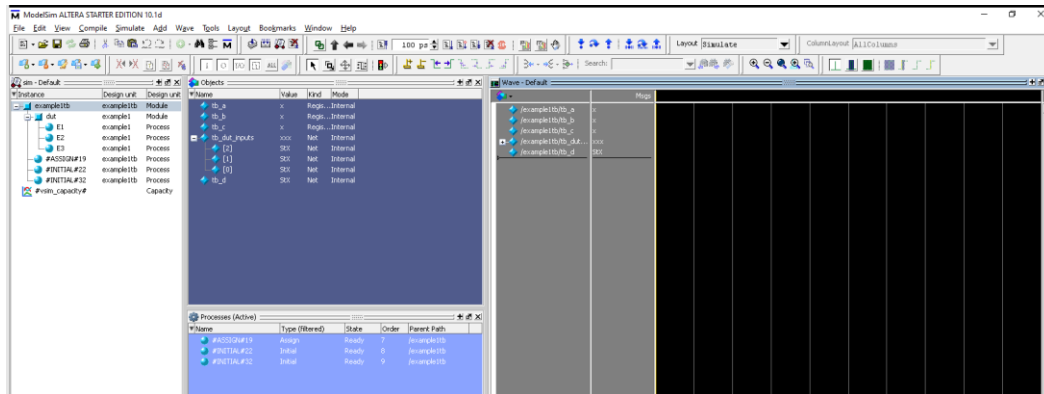 ModelSim ALTERA STARTER EDITION 10.1d
File Edit View Compile Simulate Add Wave Tools Layout Bookmarks Window Help
100 ps
Layout Simulate
ColumnLayout AllColumns
Search:
sim - Default
Instance Design unit Design unit
example1tb example1tb Module
dut example1 Module
E1 example1 Process
E2 example1 Process
E3 example1 Process
#ASSIGN#19 example1tb Process
#INITIAL#22 example1tb Process
#INITIAL#32 example1tb Process
#vsim_capacity# Capacity
Objects
Name Value Kind Mode
tb_a x Regis... Internal
tb_b x Regis... Internal
tb_c x Regis... Internal
tb_dut_inputs xxx Net Internal
[2] StX Net Internal
[1] StX Net Internal
[0] StX Net Internal
tb_d StX Net Internal
Processes (Active)
Name Type (filtered) State Order Parent Path
#ASSIGN#19 Assign Ready 7 /example1tb
#INITIAL#22 Initial Ready 8 /example1tb
#INITIAL#32 Initial Ready 9 /example1tb
Wave - Default
Msgs
/example1tb/tb_a x
/example1tb/tb_b x
/example1tb/tb_c x
/example1tb/tb_dut... xxx
/example1tb/tb_d StX